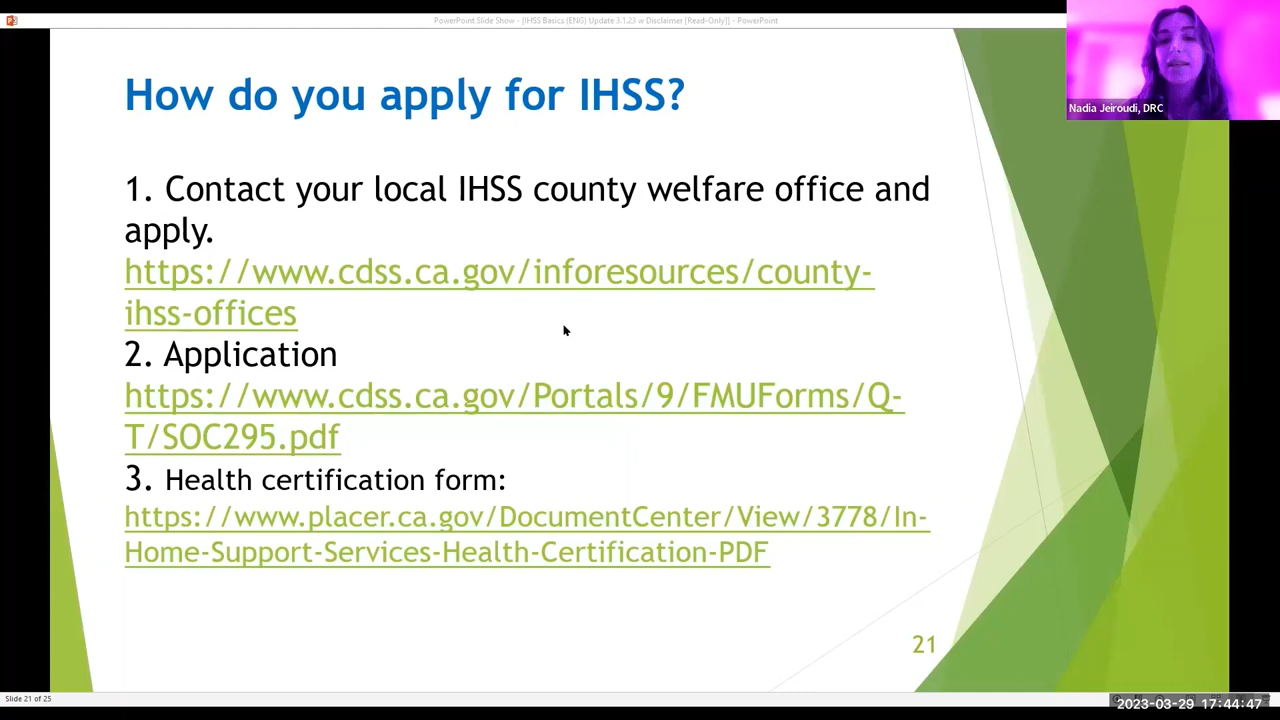 PowerPoint Slide Show - [IHSS Basics (ENG) Update 3.1.23 w Disclaimer [Read-Only]] - PowerPoint
Nadia Jeiroudi, DRC
How do you apply for IHSS?
1. Contact your local IHSS county welfare office and
apply.
https://www.cdss.ca.gov/inforesources/county-
ihss-offices
2. Application
https://www.cdss.ca.gov/Portals/9/FMUForms/Q-
T/SOC295.pdf
3. Health certification form:
https://www.placer.ca.gov/DocumentCenter/View/3778/In-
Home-Support-Services-Health-Certification-PDF
21
Slide 21 of 25
2023-03-29 17:44:47